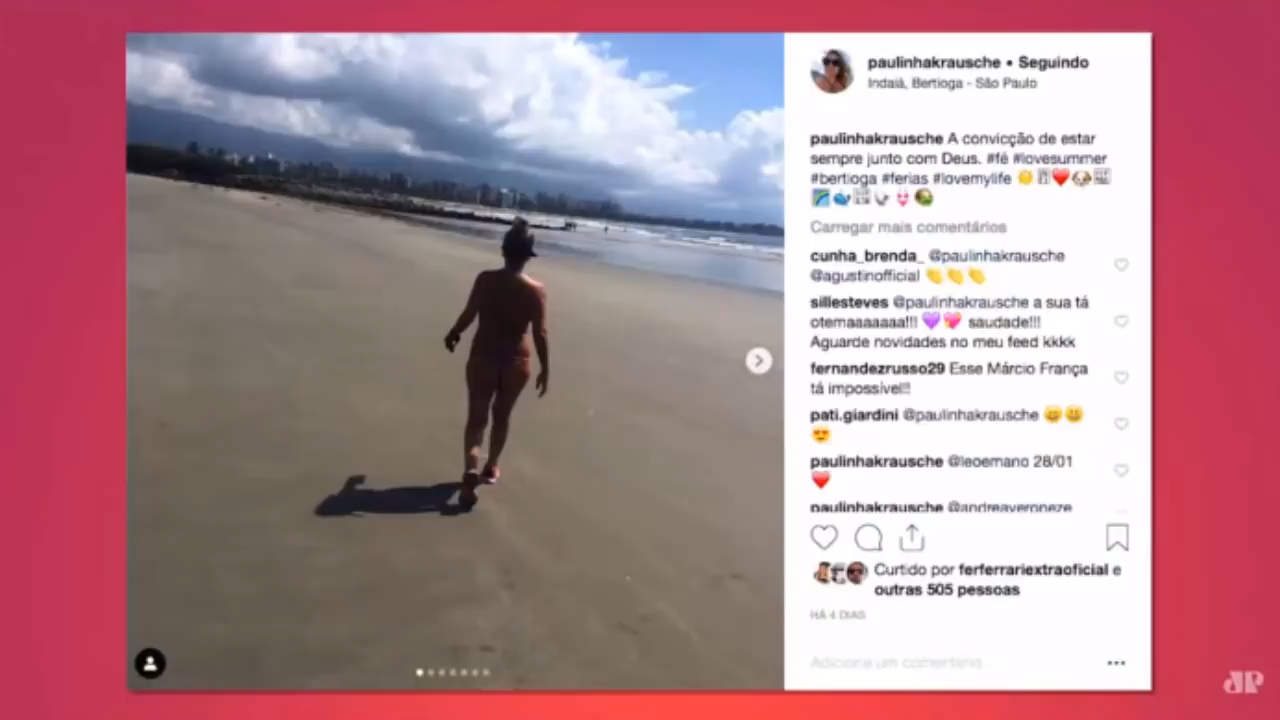 paulinhakrausche • Seguindo
Indaiá, Bertioga - São Paulo
paulinhakrausche A convicção de estar
sempre junto com Deus. #fé #lovesummer
#bertioga #ferias #lovemylife
Carregar mais comentários
cunha_brenda_ @paulinhakrausche
@agustinofficial 👏👏👏
sillesteves @paulinhakrausche a sua tá
otemaaaaaaa!!! 💜💖 saudade!!!
Aguarde novidades no meu feed kkkk
fernandezrusso29 Esse Márcio França
tá impossível!!
pati.giardini @paulinhakrausche 😄😄
😍
paulinhakrausche @leoemano 28/01
❤️
paulinhakrausche @andreaveroneze
Curtido por ferferrariextraoficial e
outras 505 pessoas
HÁ 4 DIAS
Adicione um comentário...
JP